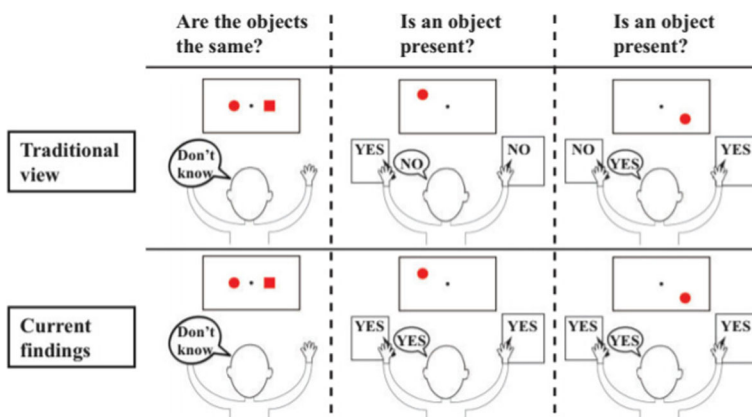 Are the objects
the same?
Is an object
present?
Is an object
present?
Traditional
view
Don't
know
YES
NO
NO
NO
YES
YES
Current
findings
Don't
know
YES
YES
YES
YES
YES
YES